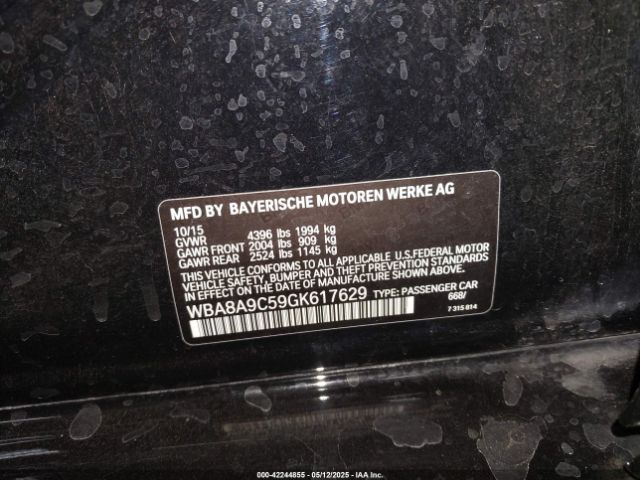 MFD BY BAYERISCHE MOTOREN WERKE AG
10/15
GVWR 4396 lbs 1994 kg
GAWR FRONT 2004 lbs 909 kg
GAWR REAR 2524 lbs 1145 kg
THIS VEHICLE CONFORMS TO ALL APPLICABLE U.S.FEDERAL MOTOR
VEHICLE SAFETY, BUMPER, AND THEFT PREVENTION STANDARDS
IN EFFECT ON THE DATE OF MANUFACTURE SHOWN ABOVE.
WBA8A9C59GK617629 TYPE: PASSENGER CAR
668/
7 315 814
000-42244855 - 05/12/2025 - IAA Inc.